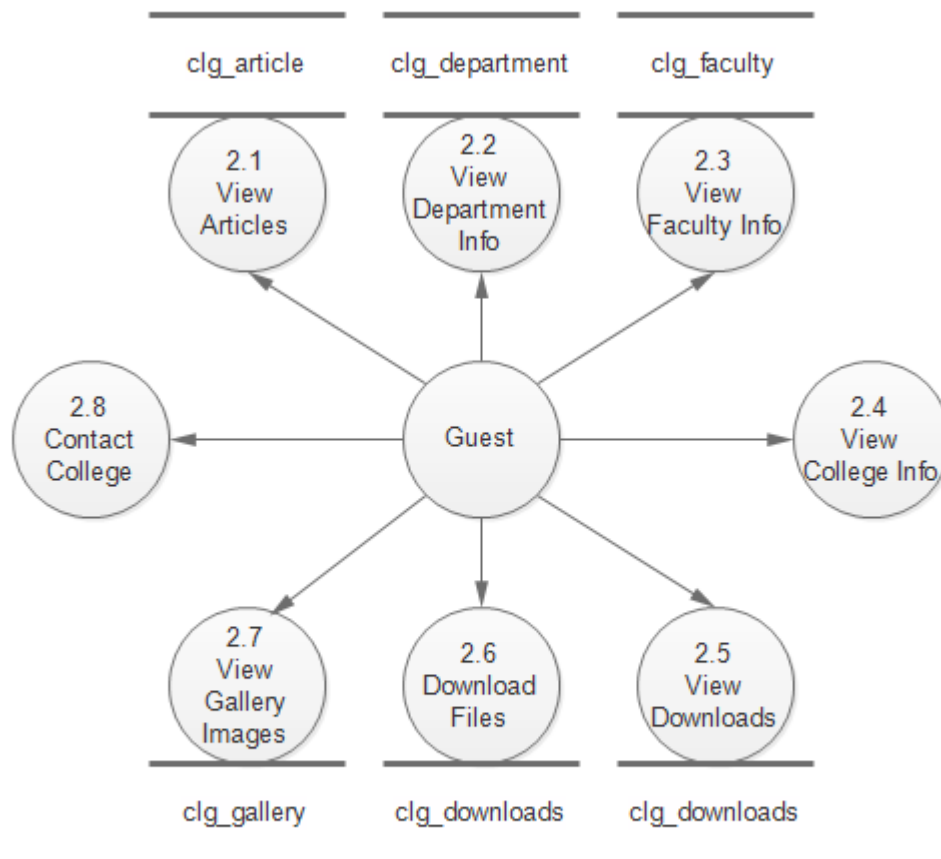 clg_article
clg_department
clg_faculty
2.1
View
Articles
2.2
View
Department
Info
2.3
View
Faculty Info
2.8
Contact
College
Guest
2.4
View
College Info
2.7
View
Gallery
Images
2.6
Download
Files
2.5
View
Downloads
clg_gallery
clg_downloads
clg_downloads